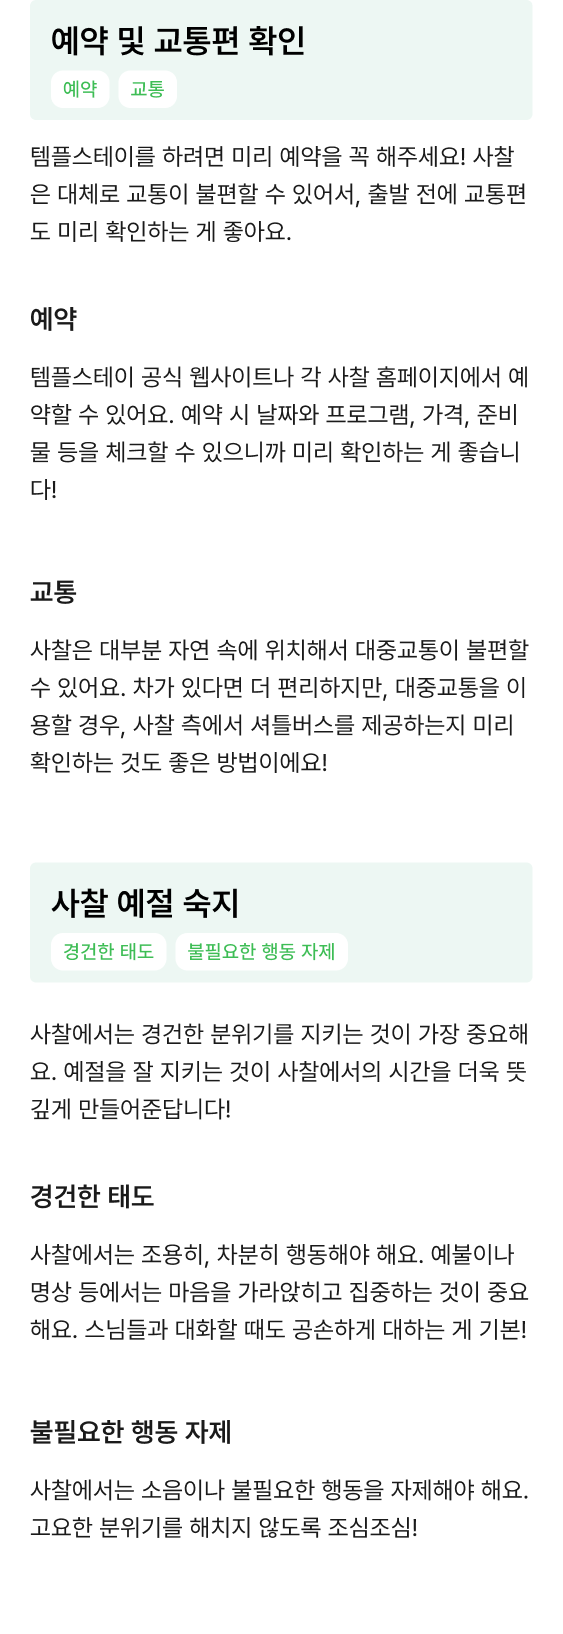 예약 및 교통편 확인
예약 교통
템플스테이를 하려면 미리 예약을 꼭 해주세요! 사찰
은 대체로 교통이 불편할 수 있어서, 출발 전에 교통편
도 미리 확인하는 게 좋아요.
예약
템플스테이 공식 웹사이트나 각 사찰 홈페이지에서 예
약할 수 있어요. 예약 시 날짜와 프로그램, 가격, 준비
물 등을 체크할 수 있으니까 미리 확인하는 게 좋습니
다!
교통
사찰은 대부분 자연 속에 위치해서 대중교통이 불편할
수 있어요. 차가 있다면 더 편리하지만, 대중교통을 이
용할 경우, 사찰 측에서 셔틀버스를 제공하는지 미리
확인하는 것도 좋은 방법이에요!
사찰 예절 숙지
경건한 태도 불필요한 행동 자제
사찰에서는 경건한 분위기를 지키는 것이 가장 중요해
요. 예절을 잘 지키는 것이 사찰에서의 시간을 더욱 뜻
깊게 만들어준답니다!
경건한 태도
사찰에서는 조용히, 차분히 행동해야 해요. 예불이나
명상 등에서는 마음을 가라앉히고 집중하는 것이 중요
해요. 스님들과 대화할 때도 공손하게 대하는 게 기본!
불필요한 행동 자제
사찰에서는 소음이나 불필요한 행동을 자제해야 해요.
고요한 분위기를 해치지 않도록 조심조심!